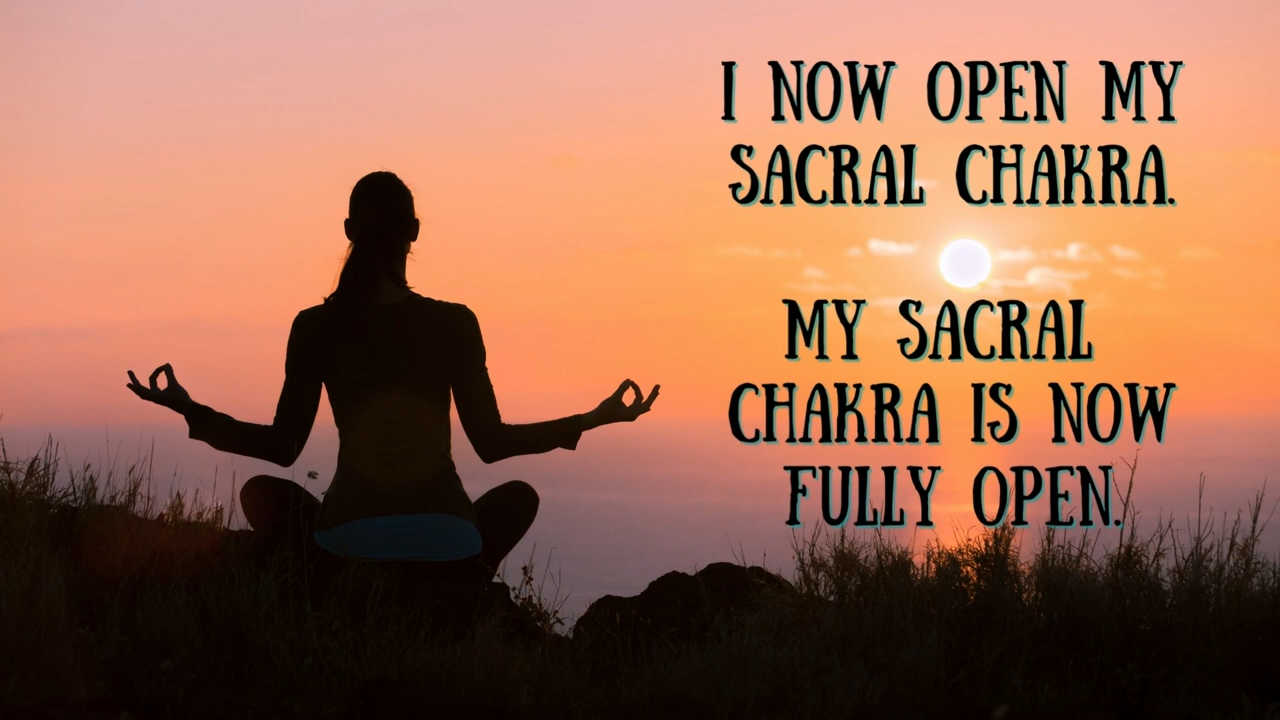 I NOW OPEN MY
SACRAL CHAKRA.
MY SACRAL
CHAKRA IS NOW
FULLY OPEN.